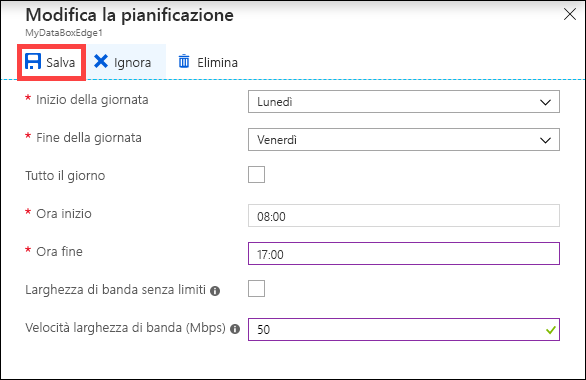 Modifica la pianificazione
MyDataBoxEdge1
Salva Ignora Elimina
* Inizio della giornata Lunedì
* Fine della giornata Venerdì
Tutto il giorno
* Ora inizio 08:00
* Ora fine 17:00
Larghezza di banda senza limiti
* Velocità larghezza di banda (Mbps) 50